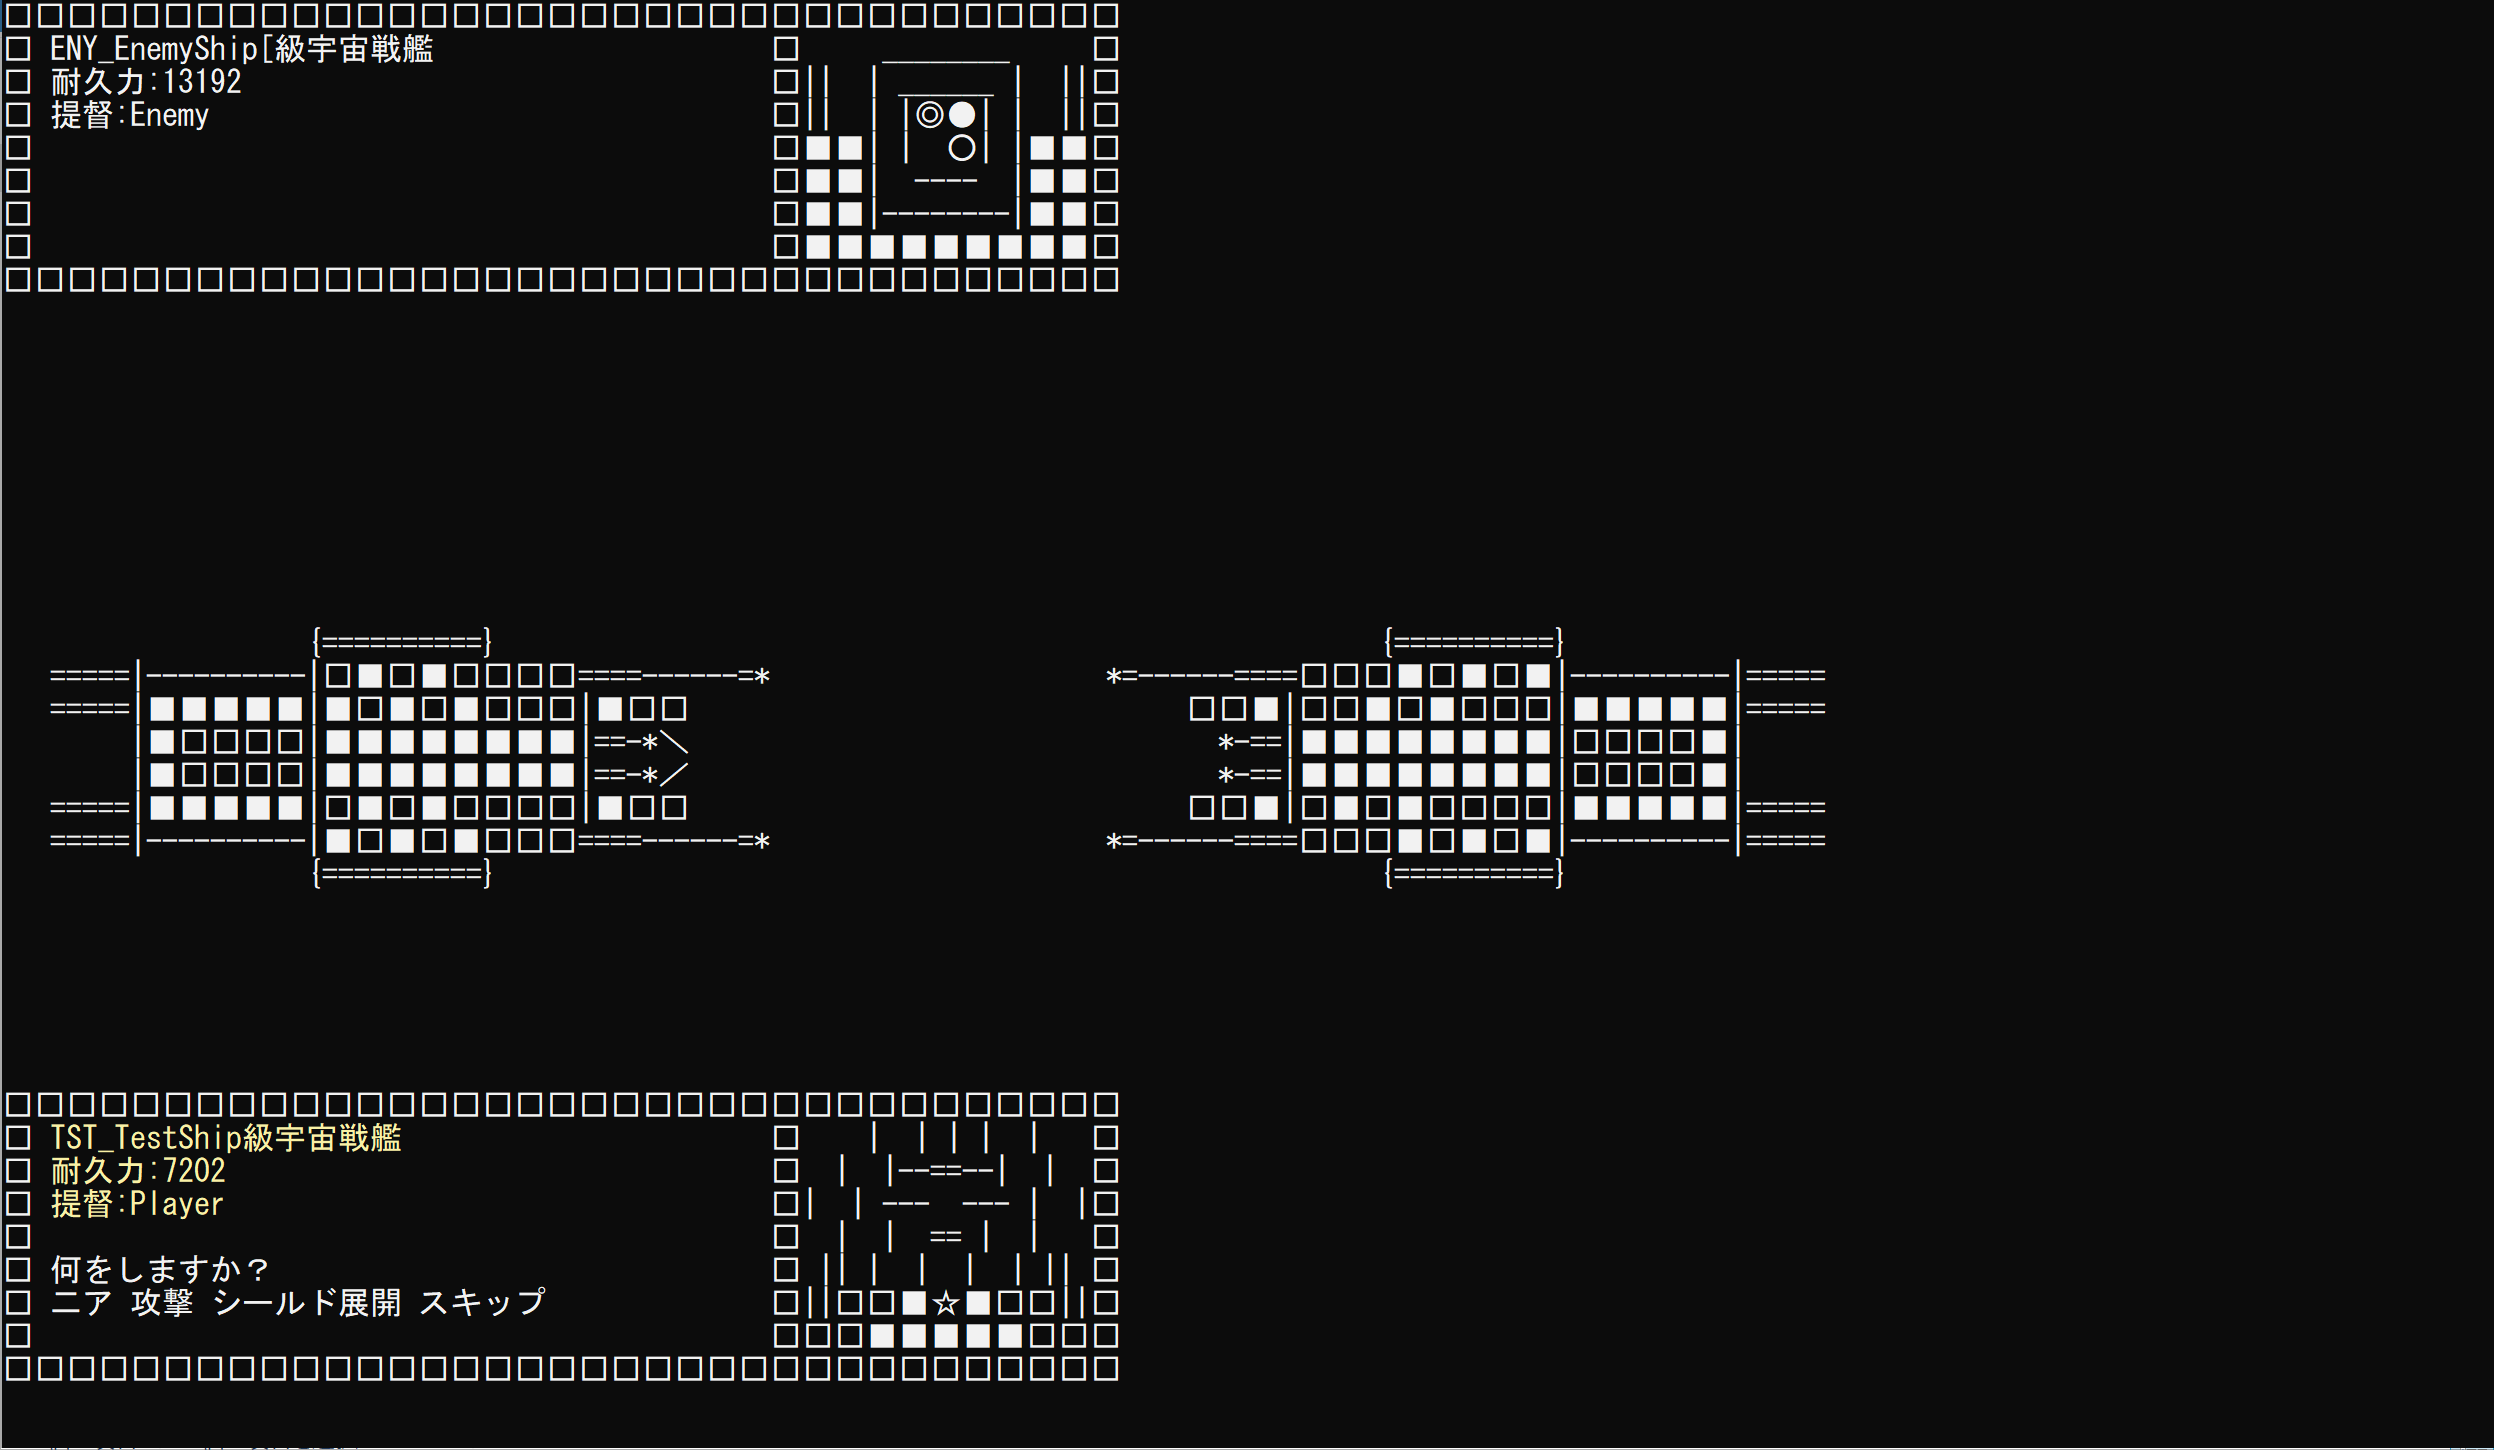 ENY_EnemyShip[級宇宙戦艦
耐久力:13192
提督:Enemy
TST_TestShip級宇宙戦艦
耐久力:7202
提督:Player
何をしますか？
ニア 攻撃 シールド展開 スキップ